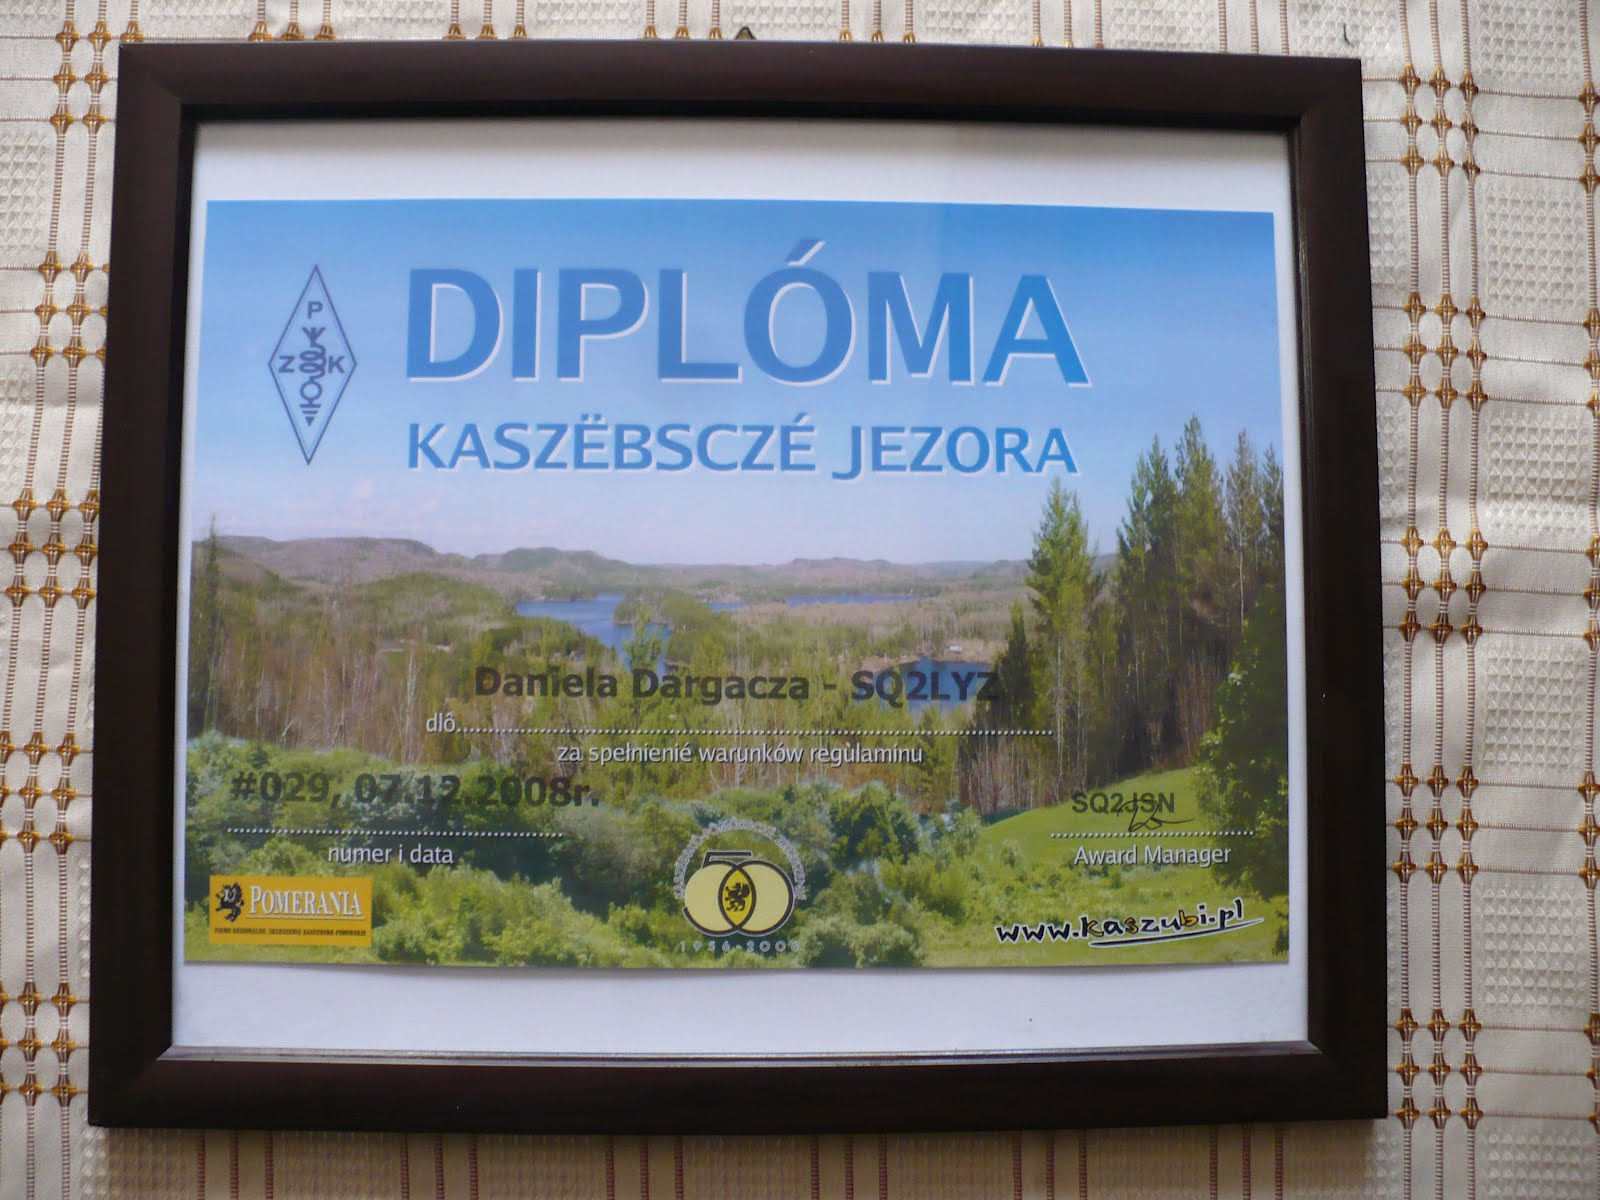 DIPLÓMA
P
Z K
KASZËBSCZÉ JEZORA
Daniela Dargacza - SQ2LYZ
dlô
za spełnienié warunków regùlaminu
#029, 07.12.2008r.
SQ2JSN
numer i data
Award Manager
50
POMERANIA
www.kaszubi.pl